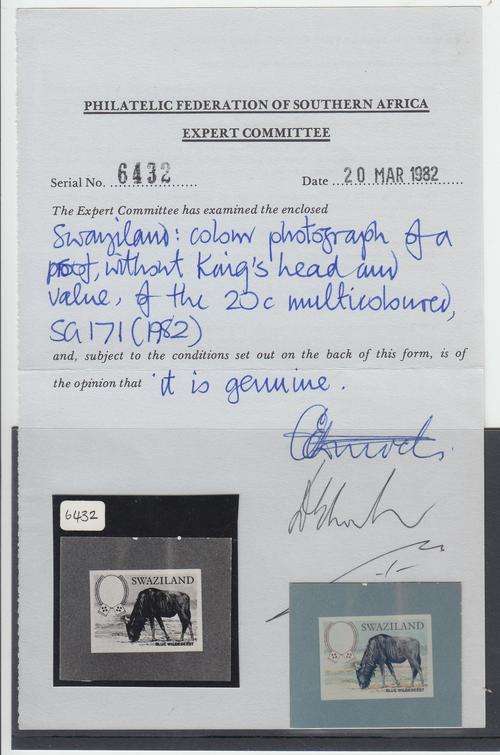 PHILATELIC FEDERATION OF SOUTHERN AFRICA
EXPERT COMMITTEE
Serial No. 6432 Date 20 MAR 1982
The Expert Committee has examined the enclosed
Swaziland: colour photograph of a
proof, without King's head and
value, of the 20c multicoloured,
SG 171 (1982)
and, subject to the conditions set out on the back of this form, is of
the opinion that it is genuine.
6432
SWAZILAND
BLUE WILDEBEEST
SWAZILAND
BLUE WILDEBEEST